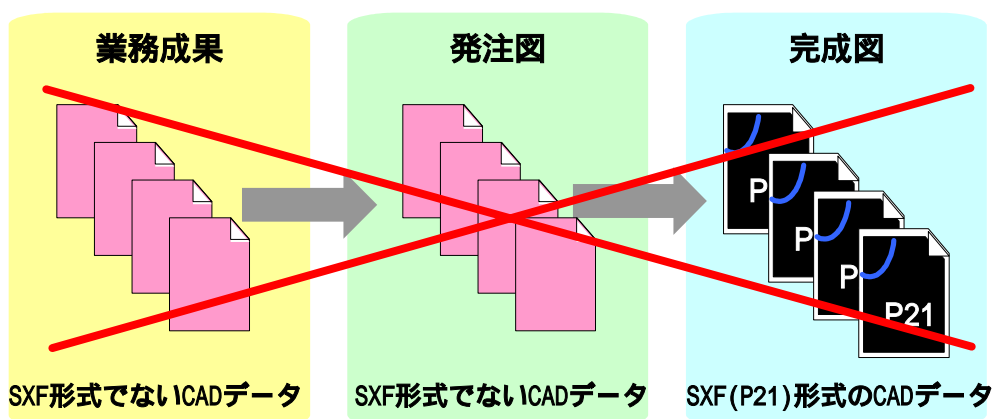 業務成果
発注図
完成図
P
P
P
P21
SXF形式でないCADデータ
SXF形式でないCADデータ
SXF(P21)形式のCADデータ